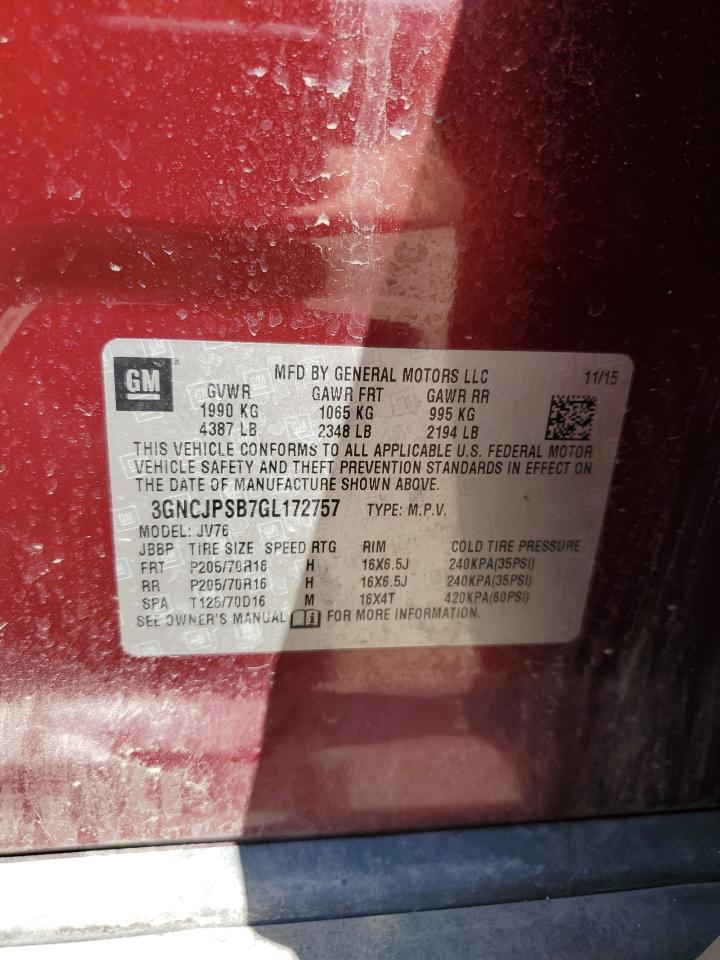 GM
MFD BY GENERAL MOTORS LLC 11/15
GVWR GAWR FRT GAWR RR
1990 KG 1065 KG 995 KG
4387 LB 2348 LB 2194 LB
THIS VEHICLE CONFORMS TO ALL APPLICABLE U.S. FEDERAL MOTOR
VEHICLE SAFETY AND THEFT PREVENTION STANDARDS IN EFFECT ON
THE DATE OF MANUFACTURE SHOWN ABOVE.
3GNCJPSB7GL172757 TYPE: M.P.V.
MODEL: JV76
JBBP TIRE SIZE SPEED RTG RIM COLD TIRE PRESSURE
FRT P205/70R16 H 16X6.5J 240KPA(35PSI)
RR P205/70R16 H 16X6.5J 240KPA(35PSI)
SPA T125/70D16 M 16X4T 420KPA(60PSI)
SEE OWNER'S MANUAL FOR MORE INFORMATION.